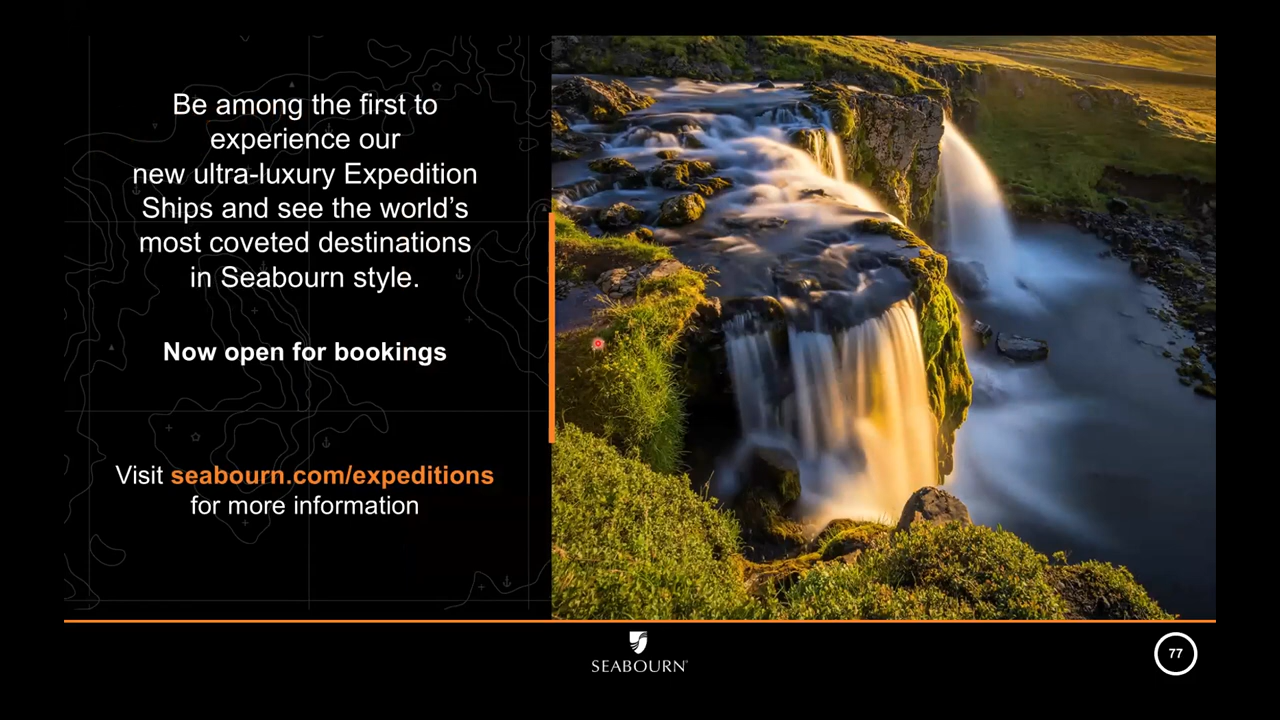 Be among the first to
experience our
new ultra-luxury Expedition
Ships and see the world’s
most coveted destinations
in Seabourn style.
Now open for bookings
Visit seabourn.com/expeditions
for more information
SEABOURN®
77